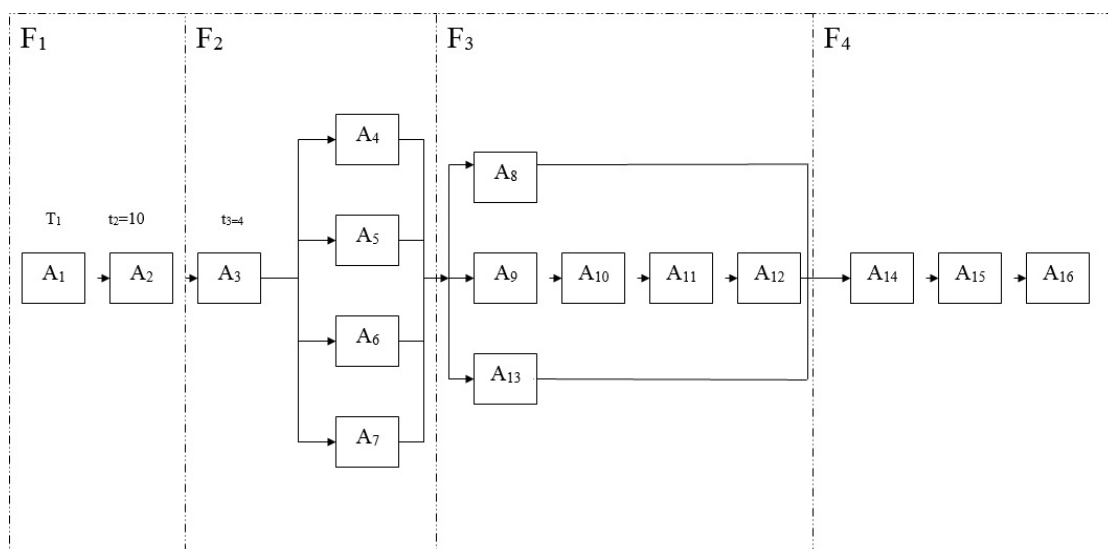 F₁
F₂
F₃
F₄
A₄
A₈
T₁
t₂=10
t₃₌₄
A₅
A₁
A₂
A₃
A₉
A₁₀
A₁₁
A₁₂
A₁₄
A₁₅
A₁₆
A₆
A₁₃
A₇